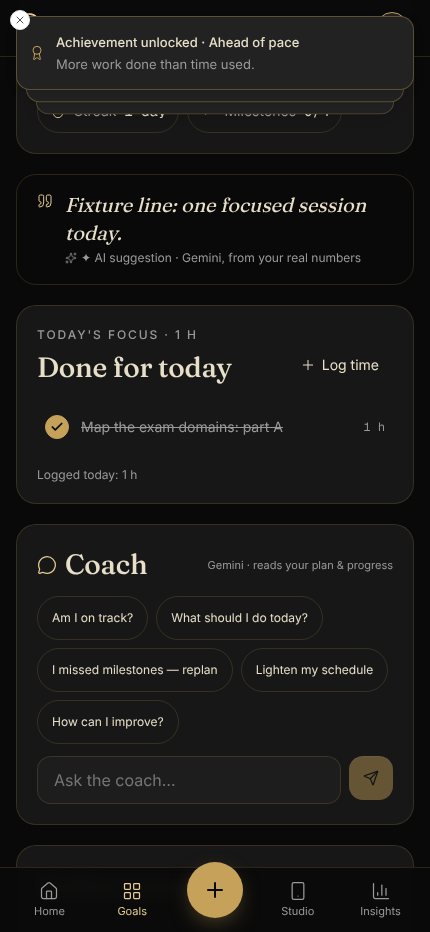 Achievement unlocked · Ahead of pace
More work done than time used.
Fixture line: one focused session
today.
✦ AI suggestion · Gemini, from your real numbers
TODAY'S FOCUS · 1 H
Done for today
Log time
Map the exam domains: part A
1 h
Logged today: 1 h
Coach
Gemini · reads your plan & progress
Am I on track?
What should I do today?
I missed milestones — replan
Lighten my schedule
How can I improve?
Ask the coach...
Home
Goals
Studio
Insights